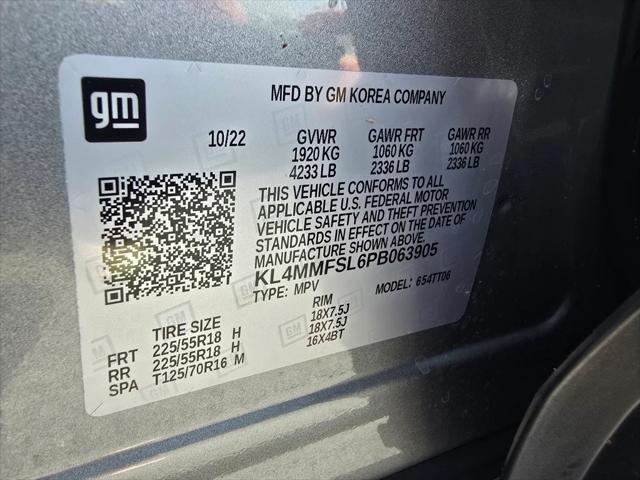 gm
MFD BY GM KOREA COMPANY
10/22 GVWR GAWR FRT GAWR RR
1920 KG 1060 KG 1060 KG
4233 LB 2336 LB 2336 LB
THIS VEHICLE CONFORMS TO ALL
APPLICABLE U.S. FEDERAL MOTOR
VEHICLE SAFETY AND THEFT PREVENTION
STANDARDS IN EFFECT ON THE DATE OF
MANUFACTURE SHOWN ABOVE.
KL4MMFSL6PB063905
TYPE: MPV MODEL: 654TT06
TIRE SIZE RIM
FRT 225/55R18 H 18X7.5J
RR 225/55R18 H 18X7.5J
SPA T125/70R16 M 16X4BT